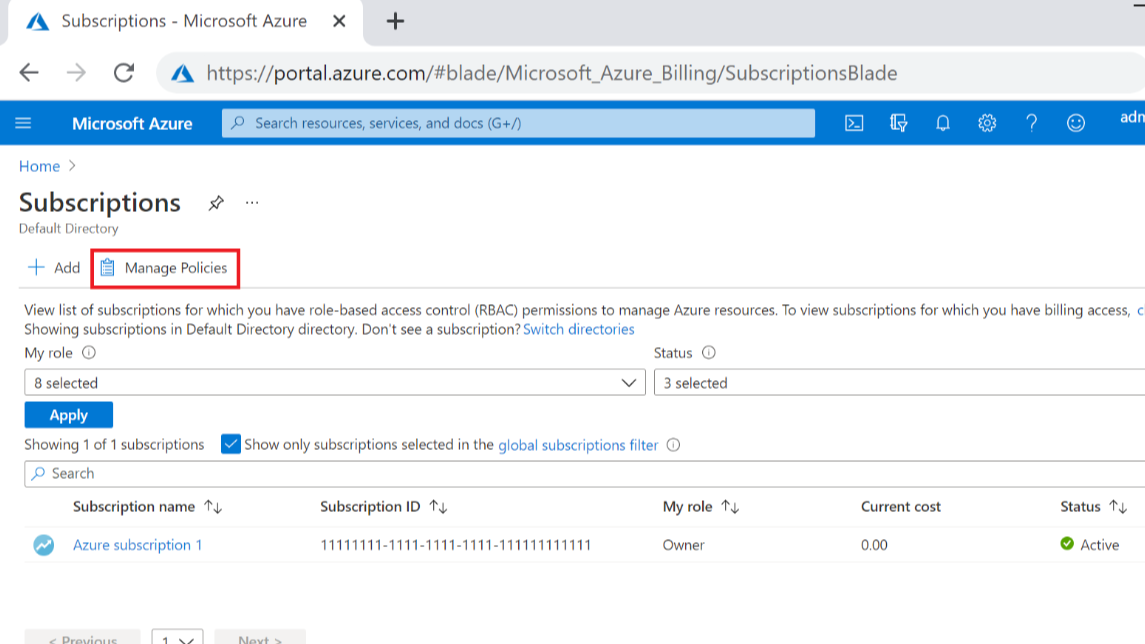 Subscriptions - Microsoft Azure
https://portal.azure.com/#blade/Microsoft_Azure_Billing/SubscriptionsBlade
Microsoft Azure Search resources, services, and docs (G+/) adm
Home >
Subscriptions ...
Default Directory
+ Add Manage Policies
View list of subscriptions for which you have role-based access control (RBAC) permissions to manage Azure resources. To view subscriptions for which you have billing access, c
Showing subscriptions in Default Directory directory. Don't see a subscription? Switch directories
My role Status
8 selected 3 selected
Apply
Showing 1 of 1 subscriptions Show only subscriptions selected in the global subscriptions filter
Search
Subscription name ↑↓ Subscription ID ↑↓ My role ↑↓ Current cost Status ↑↓
Azure subscription 1 11111111-1111-1111-1111-111111111111 Owner 0.00 Active
< Previous 1 Next >